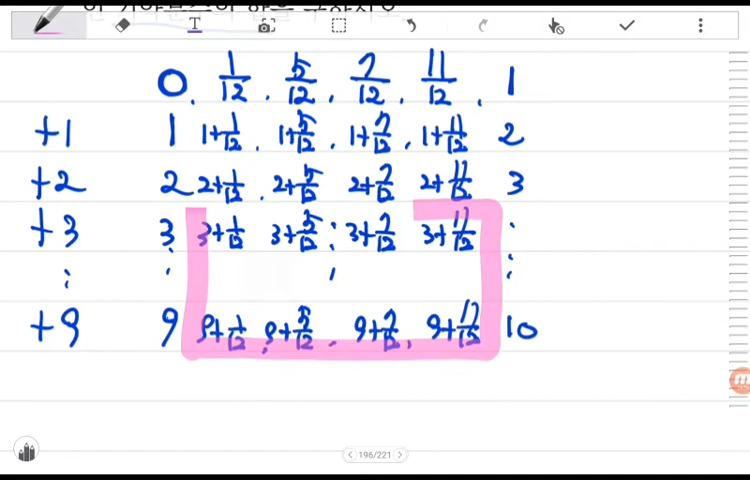 0, 1/12, 5/12, 7/12, 11/12, 1
+1 1 1+1/12, 1+5/12, 1+7/12, 1+11/12 2
+2 2 2+1/12, 2+5/12 2+7/12 2+11/12 3
+3 3 3+1/12 3+5/12 3+7/12 3+11/12
+9 9 9+1/12, 9+5/12, 9+7/12, 9+11/12 10
196/221